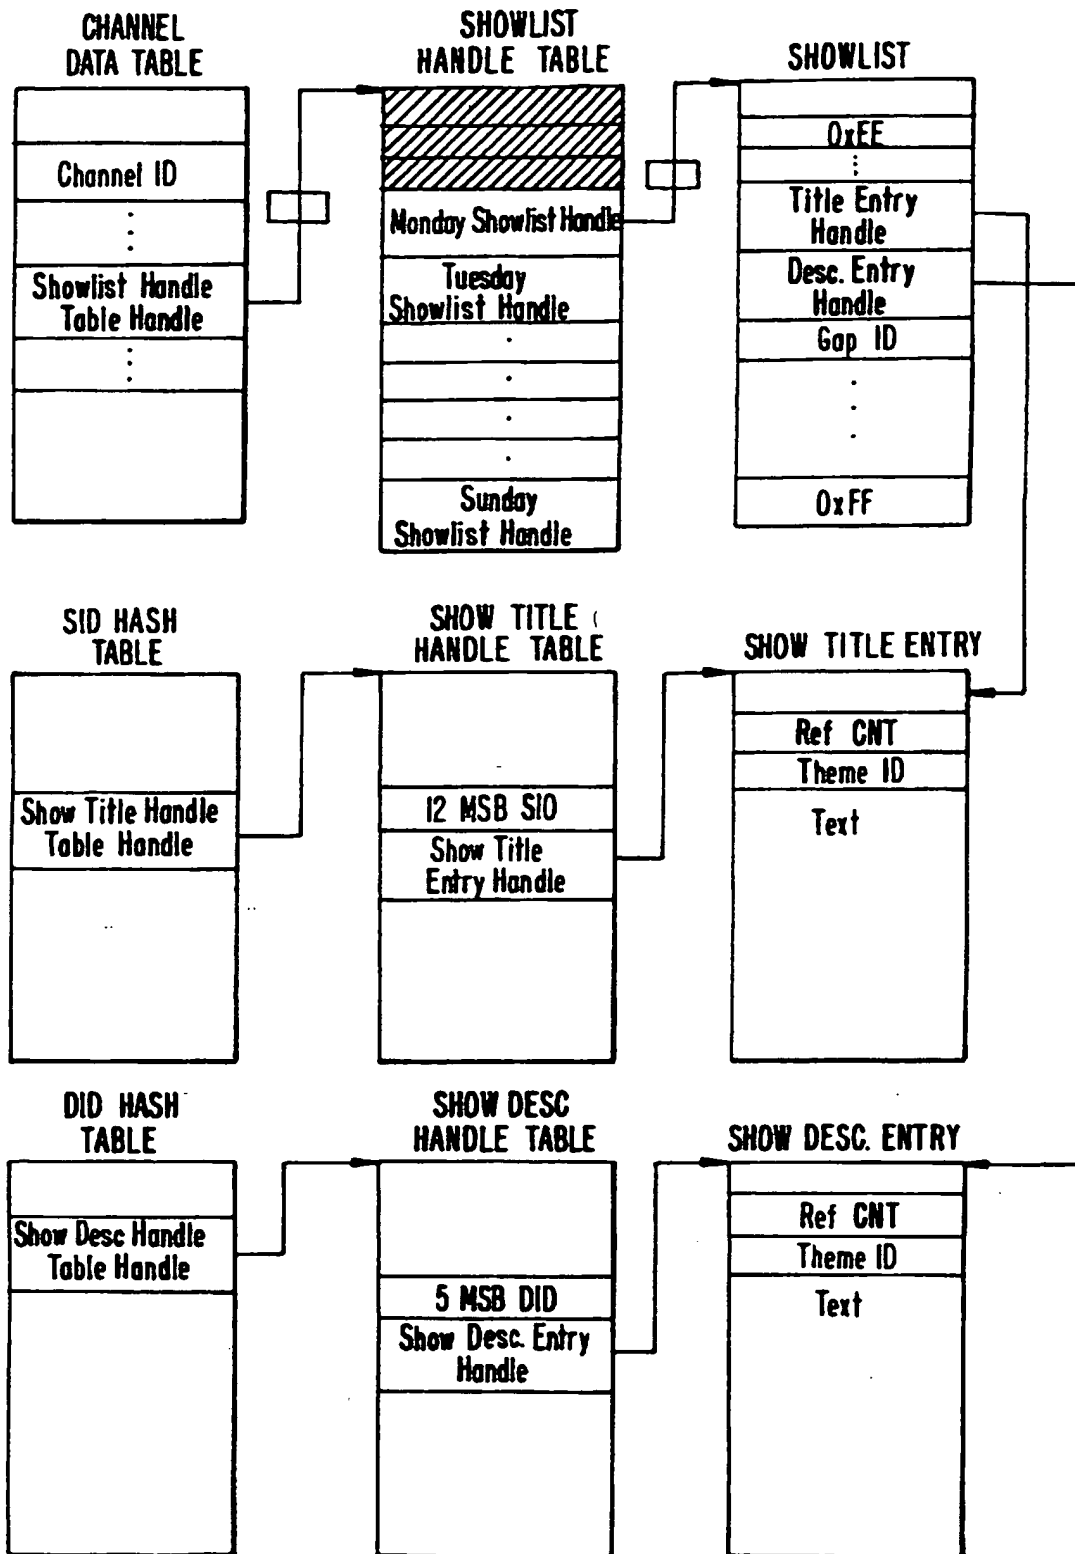 CHANNEL
DATA TABLE
Channel ID
Showlist Handle
Table Handle
SHOWLIST
HANDLE TABLE
Monday Showlist Handle
Tuesday
Showlist Handle
Sunday
Showlist Handle
SHOWLIST
0xEE
Title Entry
Handle
Desc. Entry
Handle
Gap ID
0xFF
SID HASH
TABLE
Show Title Handle
Table Handle
SHOW TITLE
HANDLE TABLE
12 MSB SIO
Show Title
Entry Handle
SHOW TITLE ENTRY
Ref CNT
Theme ID
Text
DID HASH
TABLE
Show Desc Handle
Table Handle
SHOW DESC
HANDLE TABLE
5 MSB DID
Show Desc. Entry
Handle
SHOW DESC. ENTRY
Ref CNT
Theme ID
Text